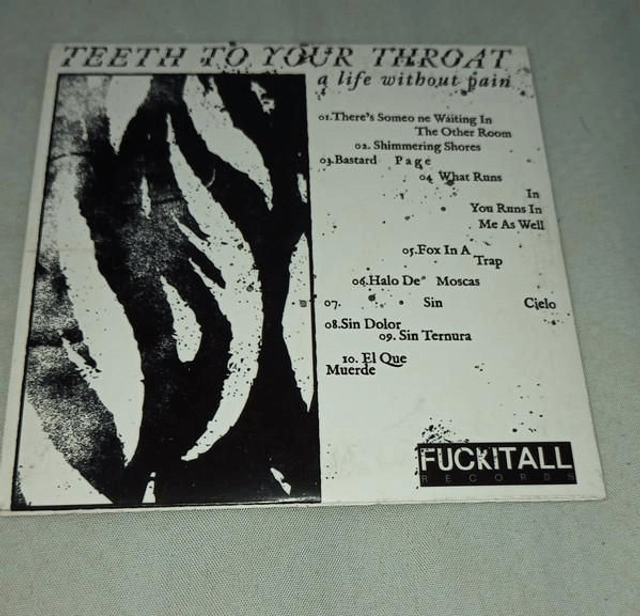 TEETH TO YOUR THROAT
a life without pain
01.There's Someo ne Waiting In
The Other Room
02. Shimmering Shores
03.Bastard Page
04 What Runs
In
You Runs In
Me As Well
05.Fox In A
Trap
06.Halo De Moscas
07. Sin Cielo
08.Sin Dolor
09. Sin Ternura
10. El Que
Muerde
FUCKITALL
RECORDS